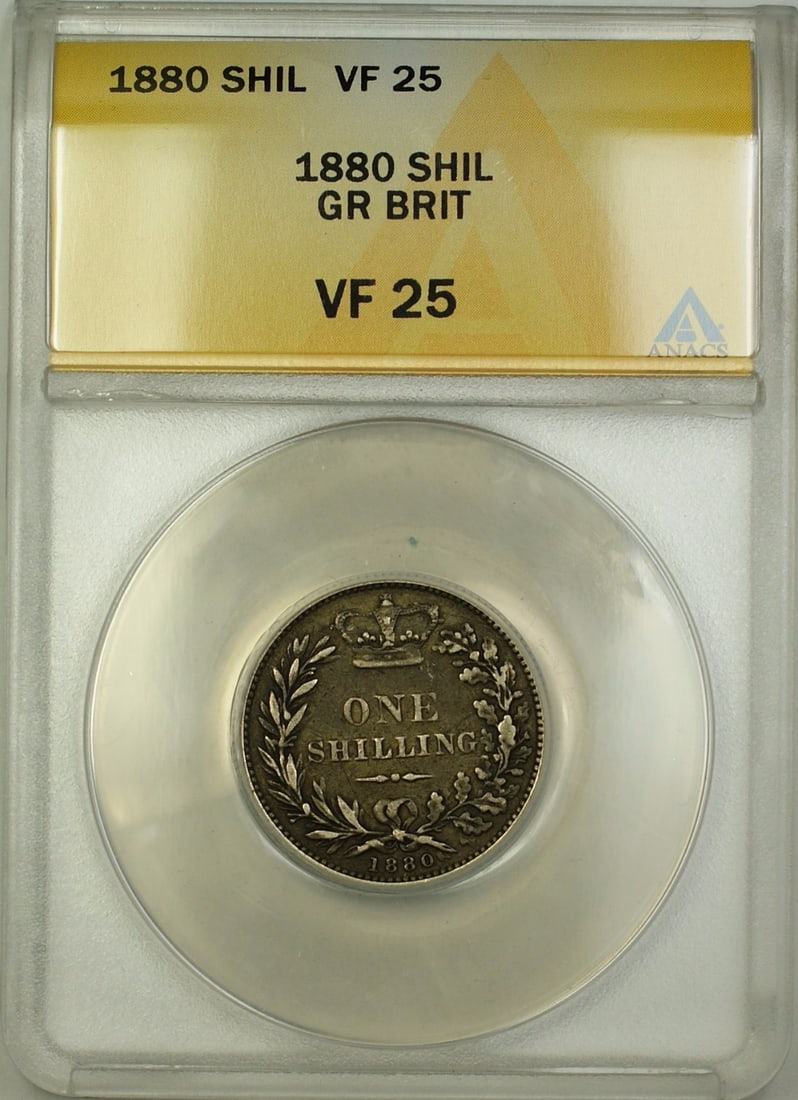 1880 SHIL VF 25
1880 SHIL
GR BRIT
VF 25
ANACS
ONE
SHILLING
1880